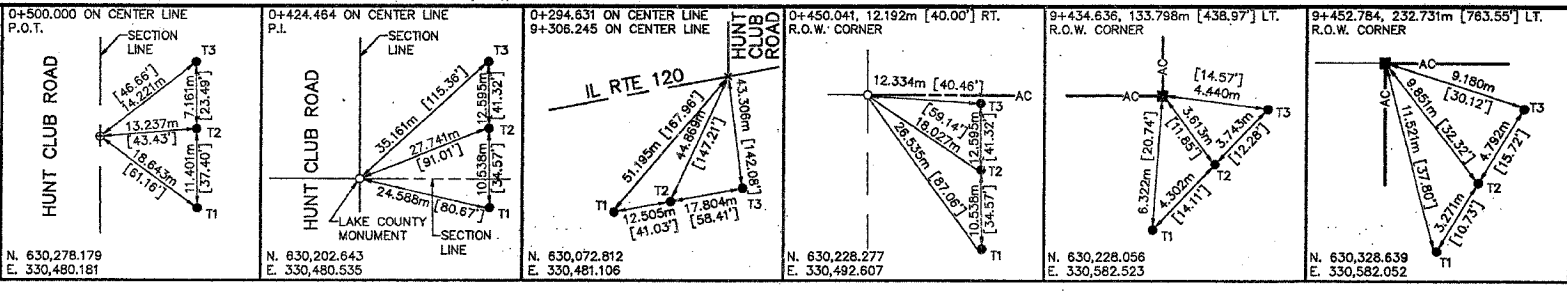 0+500.000 ON CENTER LINE
P.O.T.
SECTION
LINE
HUNT CLUB ROAD
T3
[46.66']
14.221m
7.161m
[23.49']
13.237m
[43.43']
T2
18.643m
[61.16']
11.401m
[37.40']
T1
N. 630,278.179
E. 330,480.181
0+424.464 ON CENTER LINE
P.I.
SECTION
LINE
HUNT CLUB ROAD
T3
[115.36']
35.161m
12.595m
[41.32']
27.741m
[91.01']
T2
10.538m
[34.57']
24.588m [80.67']
T1
LAKE COUNTY
MONUMENT
SECTION
LINE
N. 630,202.643
E. 330,480.535
0+294.631 ON CENTER LINE
9+306.245 ON CENTER LINE
HUNT
CLUB
ROAD
IL RTE 120
51.195m [167.96']
44.869m
[147.21']
43.306m [142.08']
T1
T2
T3
12.505m
[41.03']
17.804m
[58.41']
N. 630,072.812
E. 330,481.106
0+450.041, 12.192m [40.00'] RT.
R.O.W. CORNER
12.334m [40.46']
AC
T3
[59.14']
18.027m
12.595m
[41.32']
26.535m
[87.06']
T2
10.538m
[34.57']
T1
N. 630,228.277
E. 330,492.607
9+434.636, 133.798m [438.97'] LT.
R.O.W. CORNER
AC
AC
[14.57']
4.440m
T3
3.613m
[11.85']
3.743m
[12.28']
6.322m [20.74']
T2
4.302m
[14.11']
T1
N. 630,228.056
E. 330,582.523
9+452.784, 232.731m [763.55'] LT.
R.O.W. CORNER
AC
AC
9.180m
[30.12']
T3
9.851m
[32.32']
11.521m
[37.80']
4.792m
[15.72']
T2
3.271m
[10.73']
T1
N. 630,328.639
E. 330,582.052